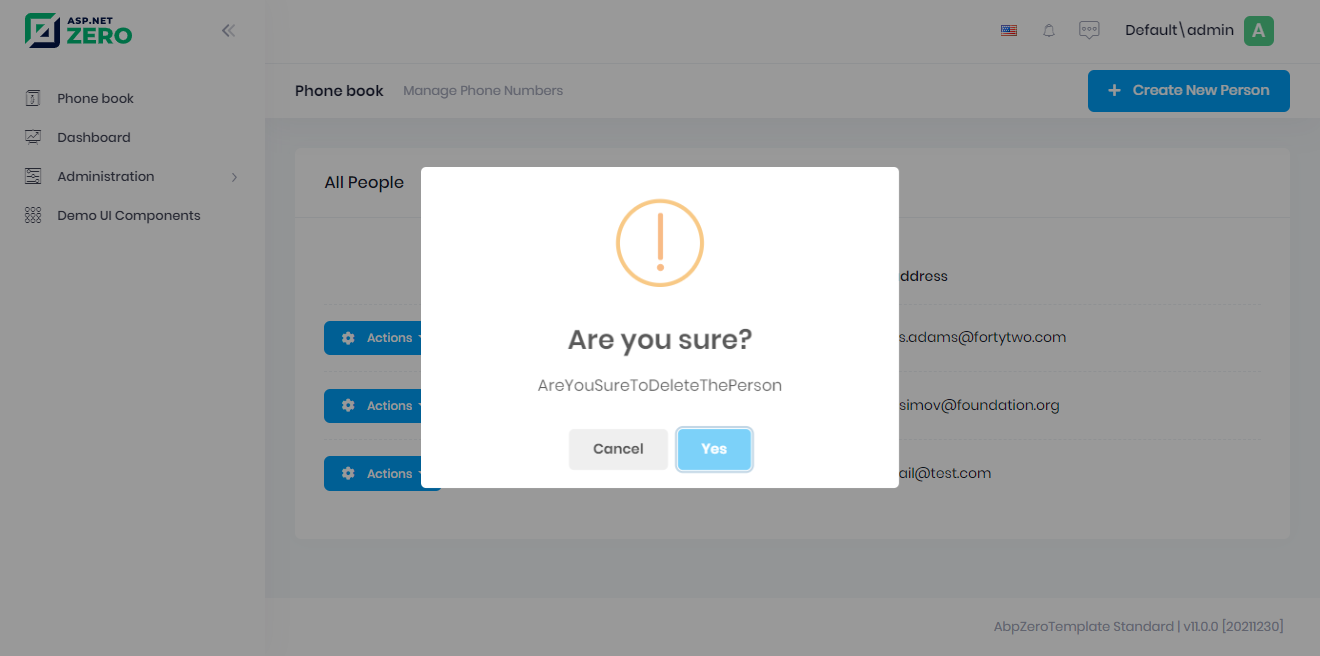 ASP.NET
ZERO
Default\admin
A
Phone book
Dashboard
Administration
Demo UI Components
Phone book Manage Phone Numbers
+ Create New Person
All People
Actions
s.adams@fortytwo.com
Actions
simov@foundation.org
Actions
ail@test.com
Are you sure?
AreYouSureToDeleteThePerson
Cancel
Yes
AbpZeroTemplate Standard | v11.0.0 [20211230]